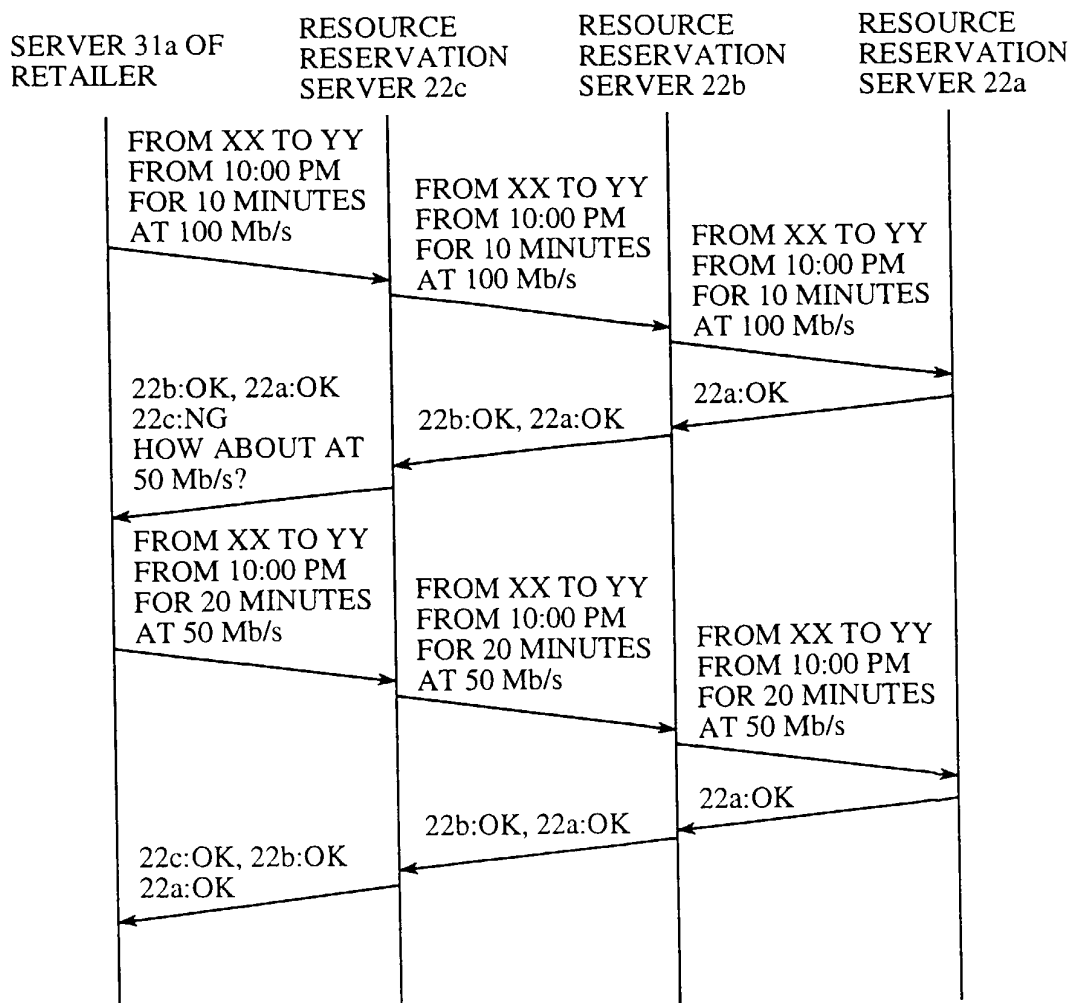 SERVER 31a OF
RETAILER
RESOURCE
RESERVATION
SERVER 22c
RESOURCE
RESERVATION
SERVER 22b
RESOURCE
RESERVATION
SERVER 22a
FROM XX TO YY
FROM 10:00 PM
FOR 10 MINUTES
AT 100 Mb/s
FROM XX TO YY
FROM 10:00 PM
FOR 10 MINUTES
AT 100 Mb/s
FROM XX TO YY
FROM 10:00 PM
FOR 10 MINUTES
AT 100 Mb/s
22a:OK
22b:OK, 22a:OK
22b:OK, 22a:OK
22c:NG
HOW ABOUT AT
50 Mb/s?
FROM XX TO YY
FROM 10:00 PM
FOR 20 MINUTES
AT 50 Mb/s
FROM XX TO YY
FROM 10:00 PM
FOR 20 MINUTES
AT 50 Mb/s
FROM XX TO YY
FROM 10:00 PM
FOR 20 MINUTES
AT 50 Mb/s
22a:OK
22b:OK, 22a:OK
22c:OK, 22b:OK
22a:OK